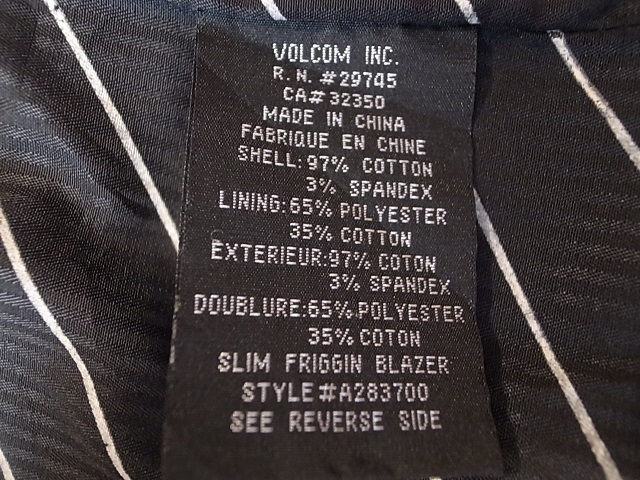 VOLCOM INC.
R.N. #29745
CA# 32350
MADE IN CHINA
FABRIQUE EN CHINE
SHELL: 97% COTTON
3% SPANDEX
LINING: 65% POLYESTER
35% COTTON
EXTERIEUR: 97% COTON
3% SPANDEX
DOUBLURE: 65% POLYESTER
35% COTON
SLIM FRIGGIN BLAZER
STYLE #A283700
SEE REVERSE SIDE